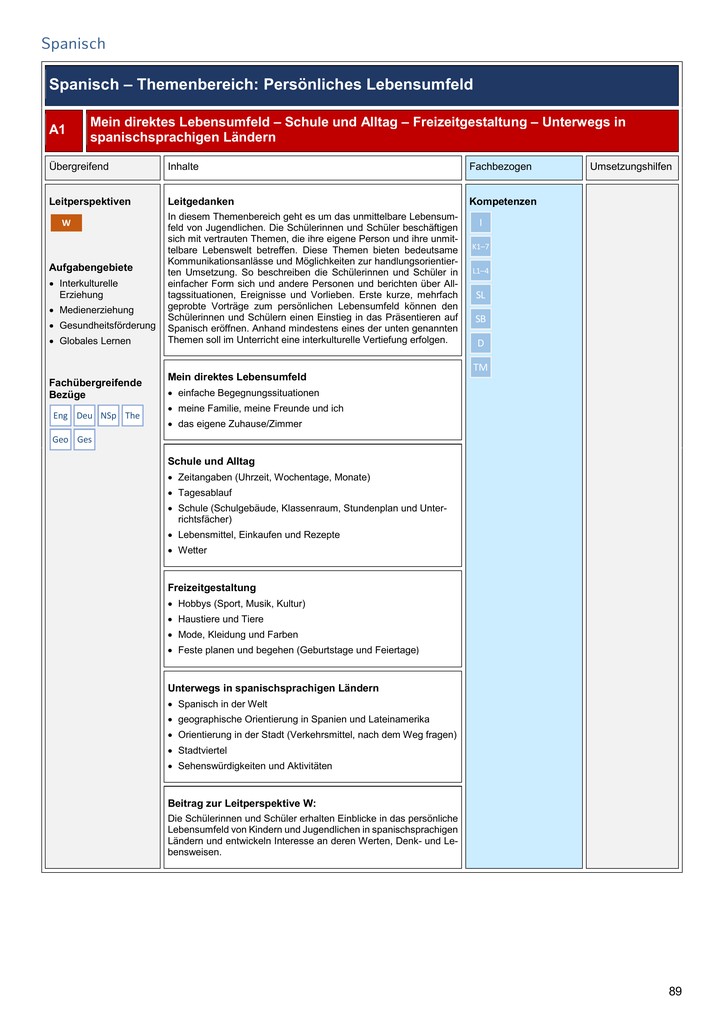 Spanisch
Spanisch – Themenbereich: Persönliches Lebensumfeld
A1
Mein direktes Lebensumfeld – Schule und Alltag – Freizeitgestaltung – Unterwegs in
spanischsprachigen Ländern
Übergreifend
Inhalte
Fachbezogen
Umsetzungshilfen
Leitperspektiven
W
Aufgabengebiete
• Interkulturelle
Erziehung
• Medienerziehung
• Gesundheitsförderung
• Globales Lernen
Fachübergreifende
Bezüge
Eng Deu NSp The
Geo Ges
Leitgedanken
In diesem Themenbereich geht es um das unmittelbare Lebensum-
feld von Jugendlichen. Die Schülerinnen und Schüler beschäftigen
sich mit vertrauten Themen, die ihre eigene Person und ihre unmit-
telbare Lebenswelt betreffen. Diese Themen bieten bedeutsame
Kommunikationsanlässe und Möglichkeiten zur handlungsorientier-
ten Umsetzung. So beschreiben die Schülerinnen und Schüler in
einfacher Form sich und andere Personen und berichten über All-
tagssituationen, Ereignisse und Vorlieben. Erste kurze, mehrfach
geprobte Vorträge zum persönlichen Lebensumfeld können den
Schülerinnen und Schülern einen Einstieg in das Präsentieren auf
Spanisch eröffnen. Anhand mindestens eines der unten genannten
Themen soll im Unterricht eine interkulturelle Vertiefung erfolgen.
Mein direktes Lebensumfeld
• einfache Begegnungssituationen
• meine Familie, meine Freunde und ich
• das eigene Zuhause/Zimmer
Schule und Alltag
• Zeitangaben (Uhrzeit, Wochentage, Monate)
• Tagesablauf
• Schule (Schulgebäude, Klassenraum, Stundenplan und Unter-
richtsfächer)
• Lebensmittel, Einkaufen und Rezepte
• Wetter
Freizeitgestaltung
• Hobbys (Sport, Musik, Kultur)
• Haustiere und Tiere
• Mode, Kleidung und Farben
• Feste planen und begehen (Geburtstage und Feiertage)
Unterwegs in spanischsprachigen Ländern
• Spanisch in der Welt
• geographische Orientierung in Spanien und Lateinamerika
• Orientierung in der Stadt (Verkehrsmittel, nach dem Weg fragen)
• Stadtviertel
• Sehenswürdigkeiten und Aktivitäten
Beitrag zur Leitperspektive W:
Die Schülerinnen und Schüler erhalten Einblicke in das persönliche
Lebensumfeld von Kindern und Jugendlichen in spanischsprachigen
Ländern und entwickeln Interesse an deren Werten, Denk- und Le-
bensweisen.
Kompetenzen
I
K1–7
L1–4
SL
SB
D
TM
89